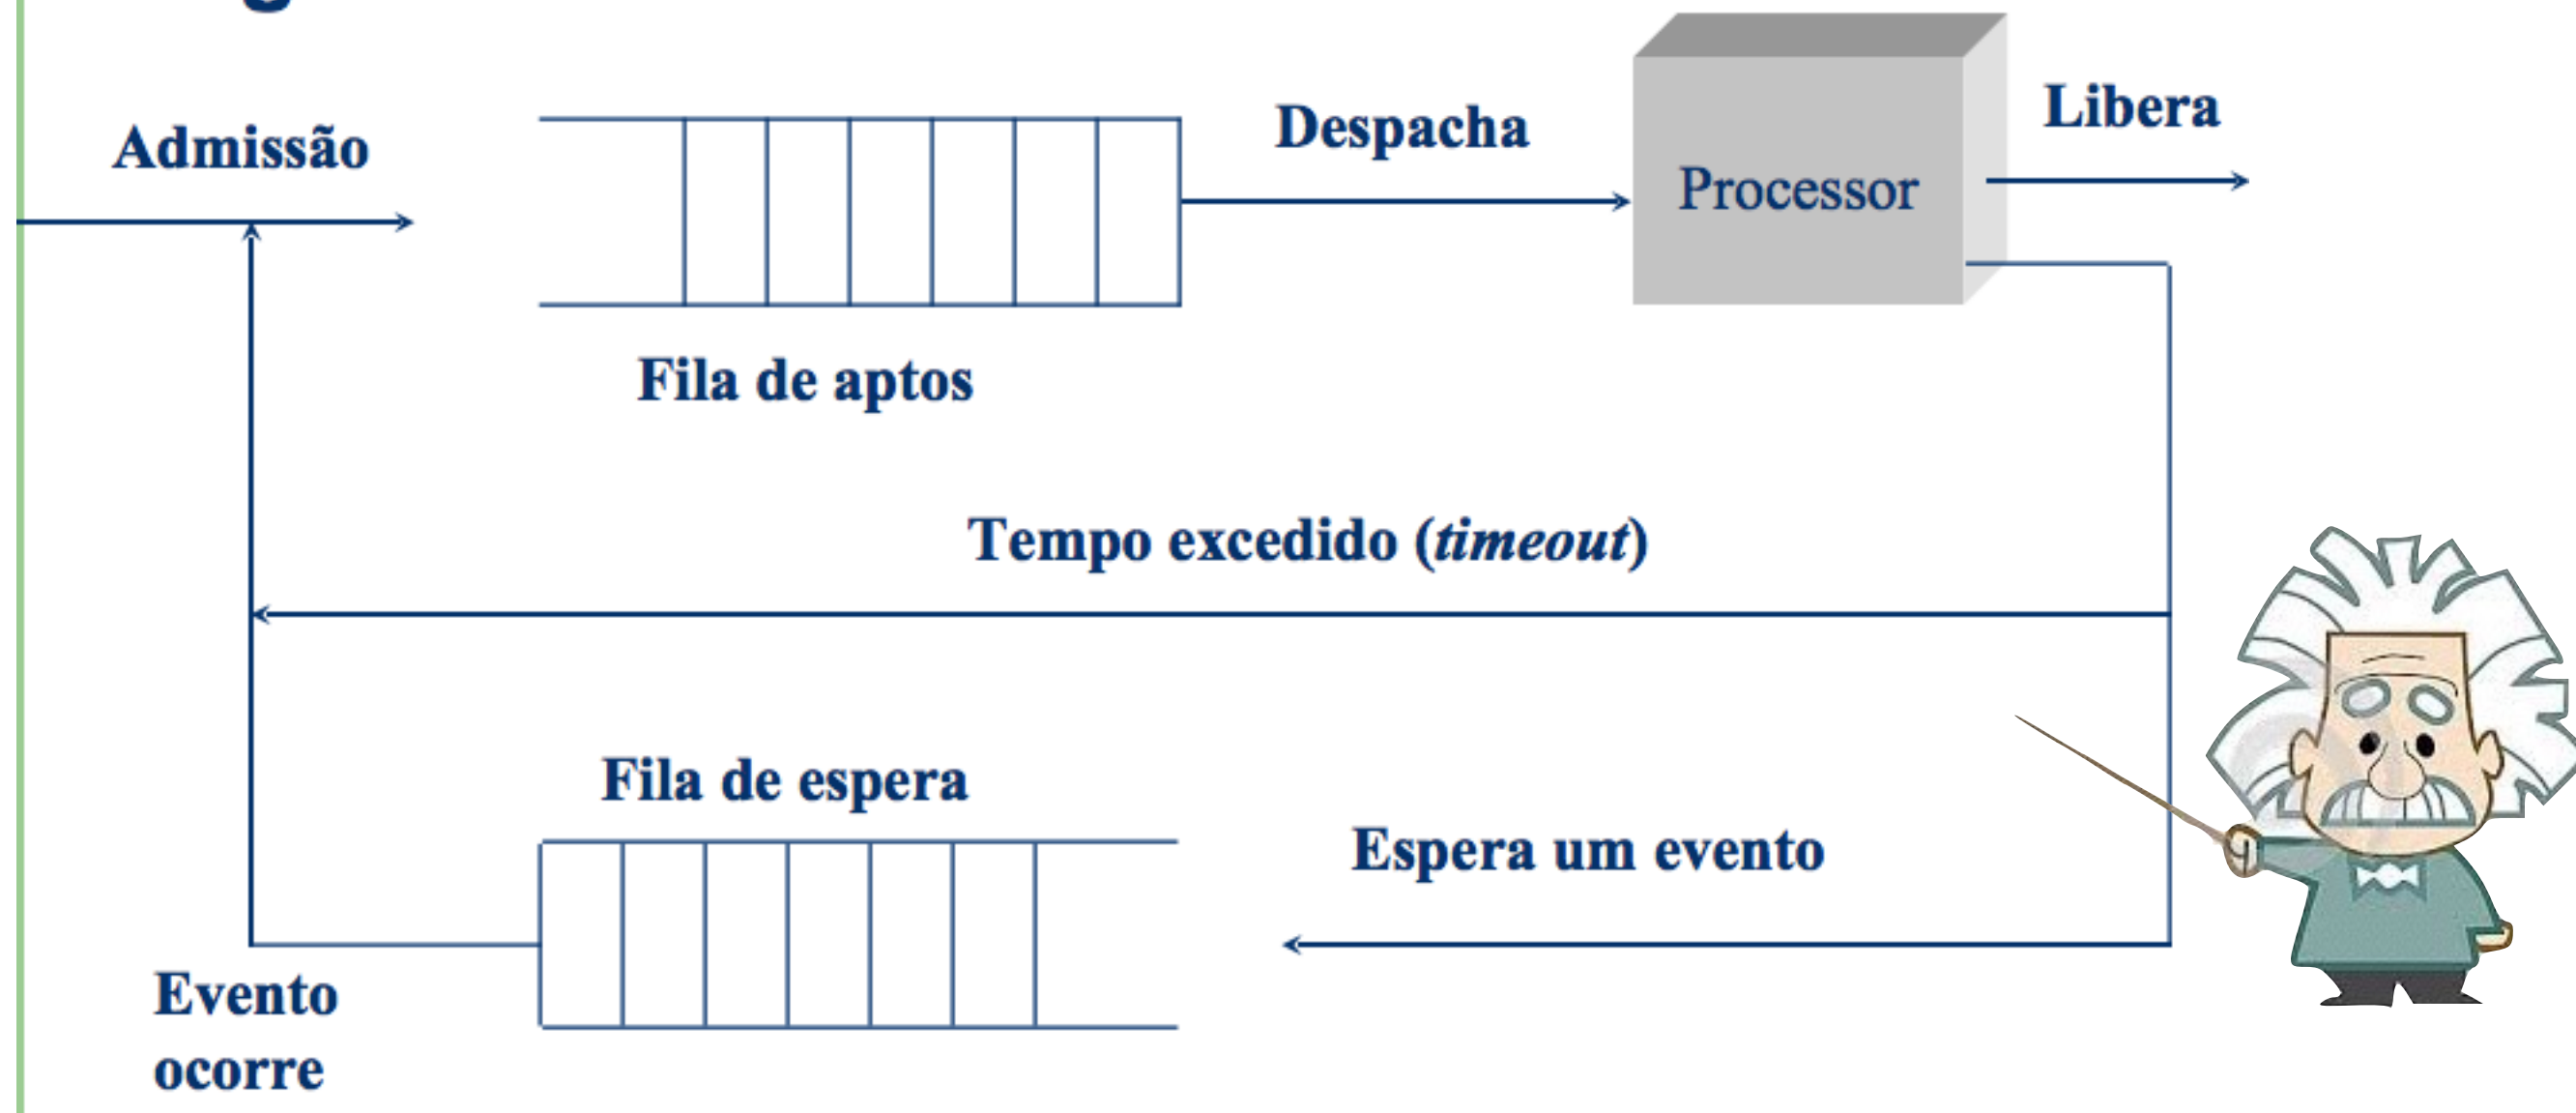 Admissão
Despacha
Libera
Processor
Fila de aptos
Tempo excedido (timeout)
Fila de espera
Espera um evento
Evento
ocorre